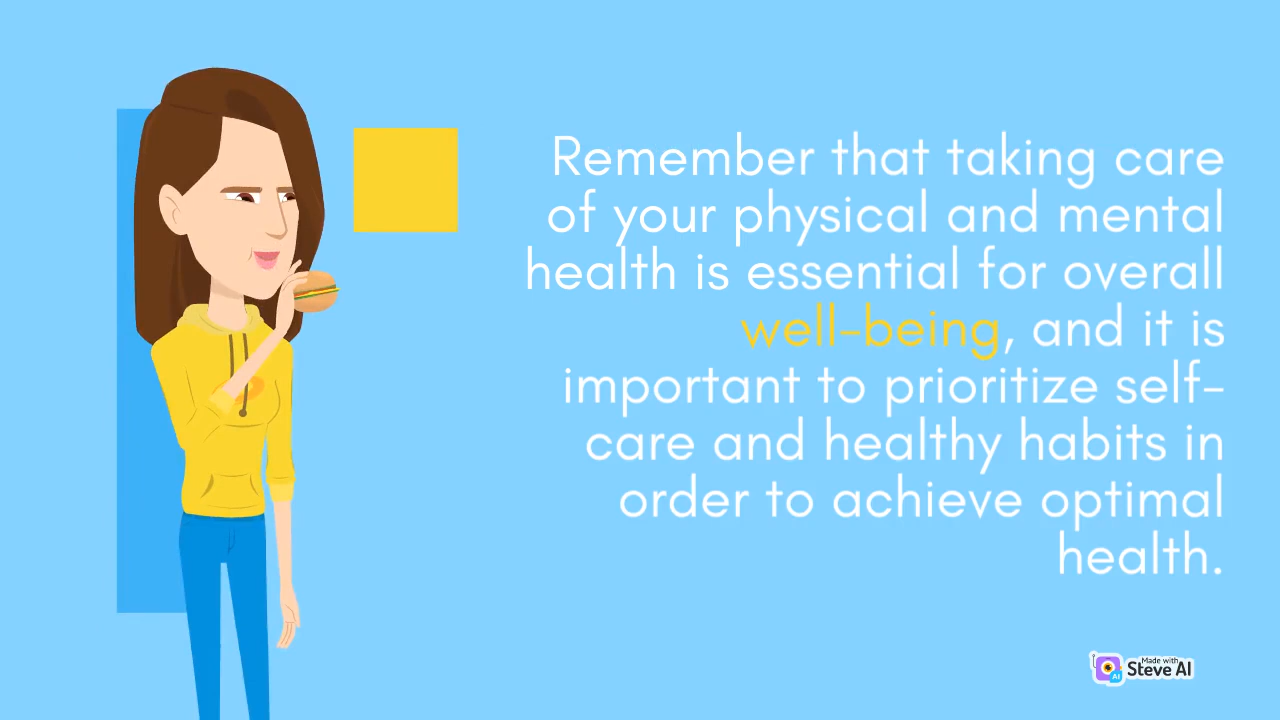 Remember that taking care
of your physical and mental
health is essential for overall
well-being, and it is
important to prioritize self-
care and healthy habits in
order to achieve optimal
health.
Made with
Steve AI
AI